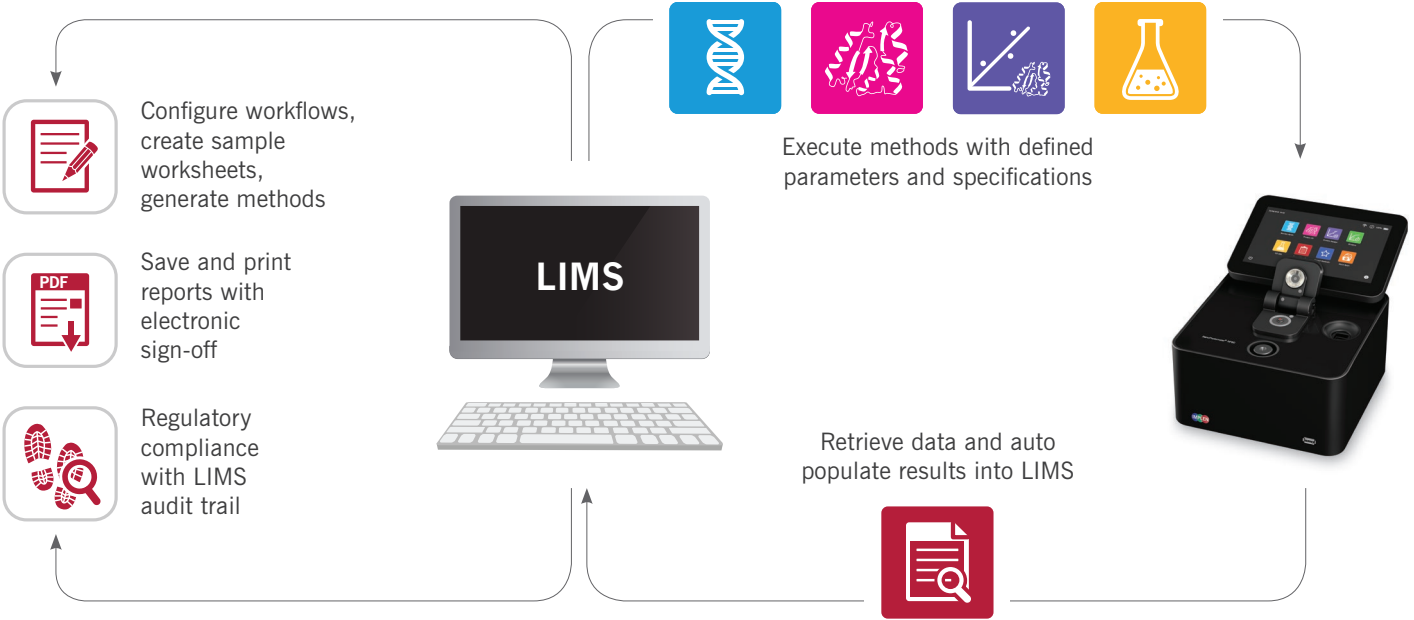 Configure workflows,
create sample
worksheets,
generate methods
PDF
Save and print
reports with
electronic
sign-off
Regulatory
compliance
with LIMS
audit trail
LIMS
Execute methods with defined
parameters and specifications
Retrieve data and auto
populate results into LIMS